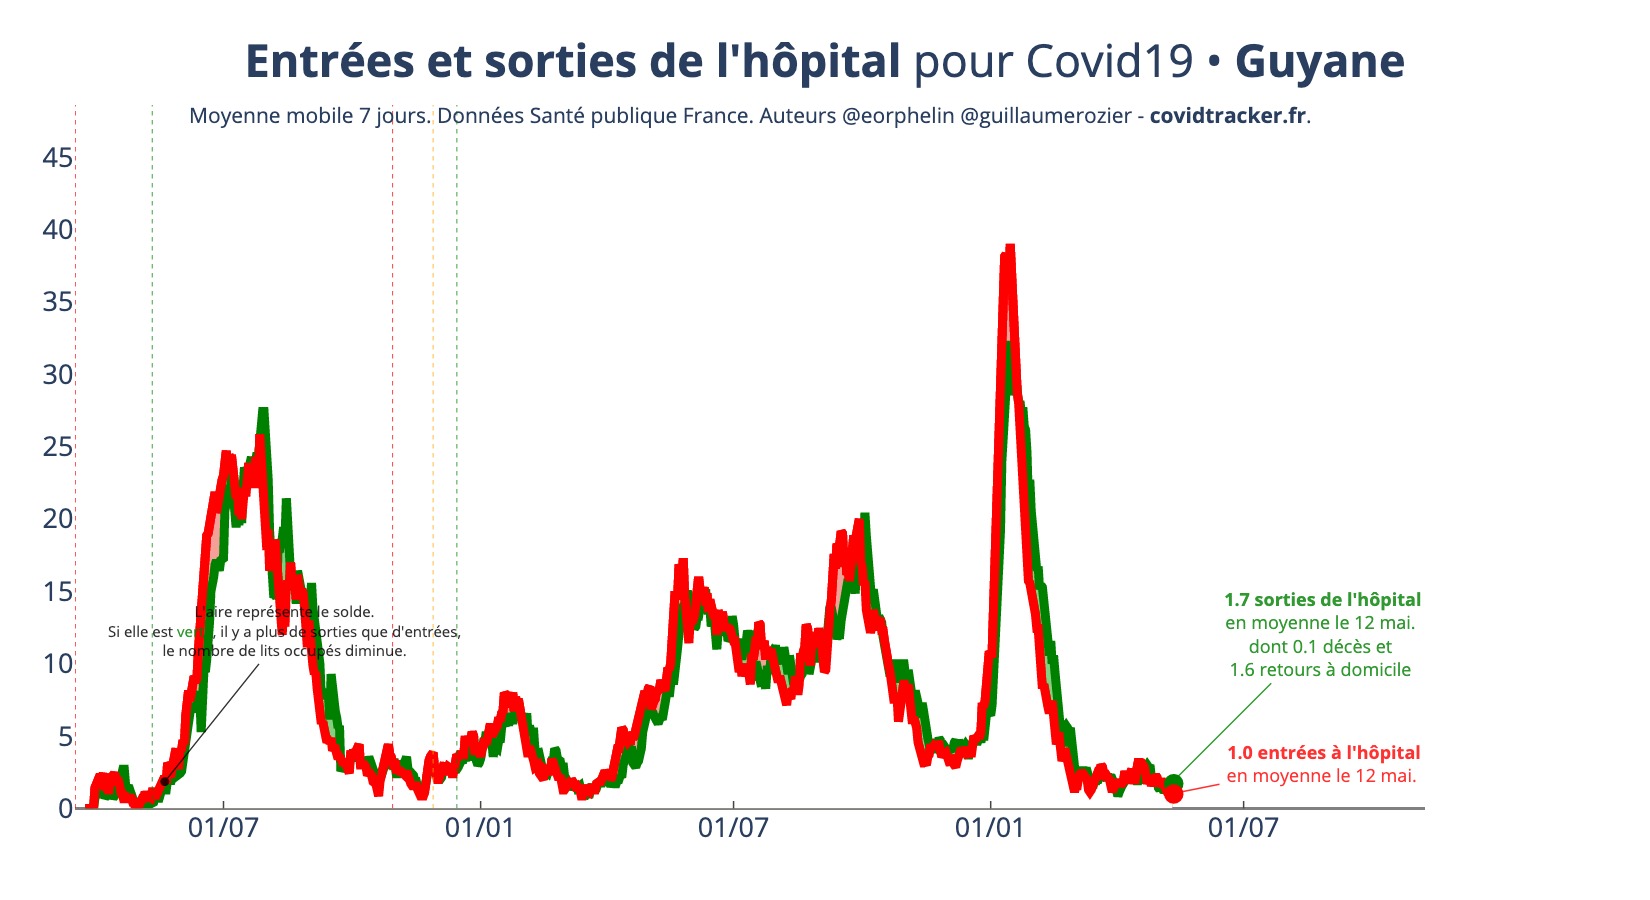 Entrées et sorties de l'hôpital pour Covid19 • Guyane
Moyenne mobile 7 jours. Données Santé publique France. Auteurs @eorphelin @guillaumerozier - covidtracker.fr.
45
40
35
30
25
20
15
10
5
0
L'aire représente le solde.
Si elle est verte, il y a plus de sorties que d'entrées,
le nombre de lits occupés diminue.
1.7 sorties de l'hôpital
en moyenne le 12 mai.
dont 0.1 décès et
1.6 retours à domicile
1.0 entrées à l'hôpital
en moyenne le 12 mai.
01/07 01/01 01/07 01/01 01/07